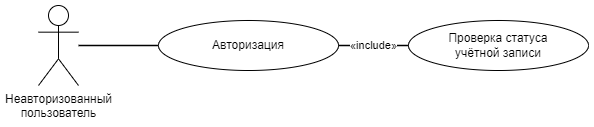 Авторизация
«include»
Проверка статуса
учётной записи
Неавторизованный
пользователь